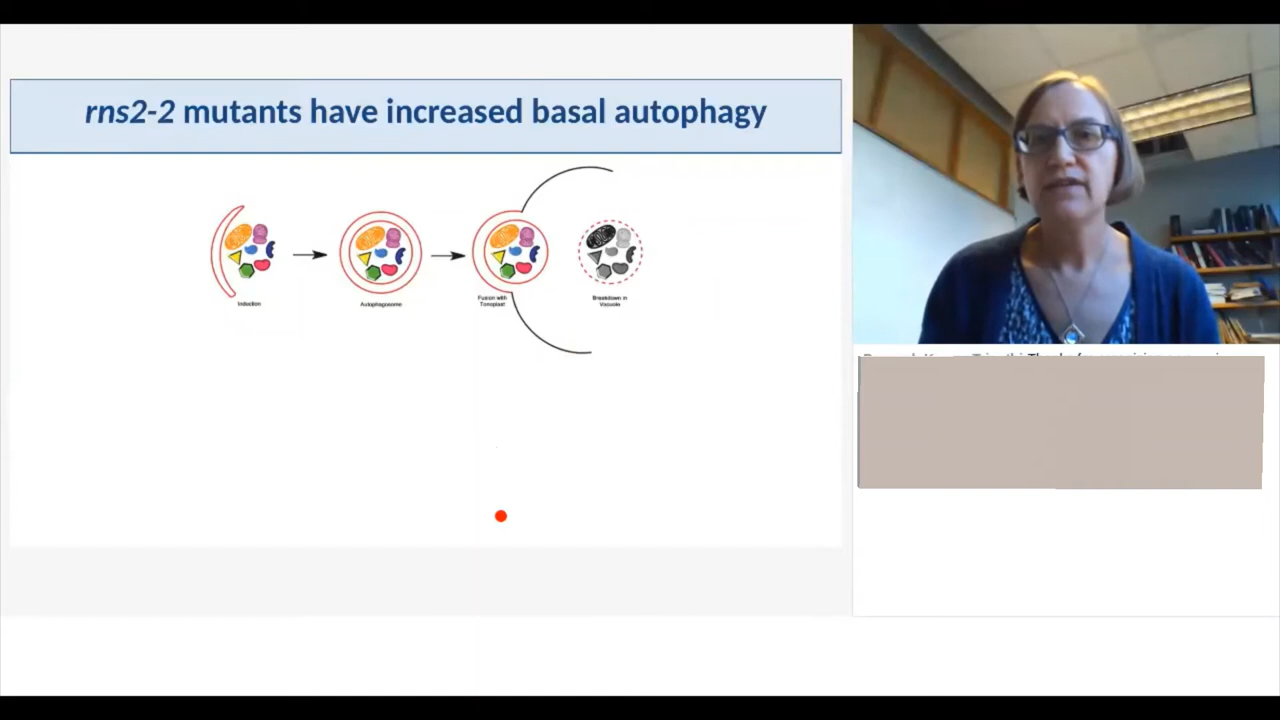 rns2-2 mutants have increased basal autophagy
Induction
Autophagosome
Fusion with
Tonoplast
Breakdown in
Vacuole